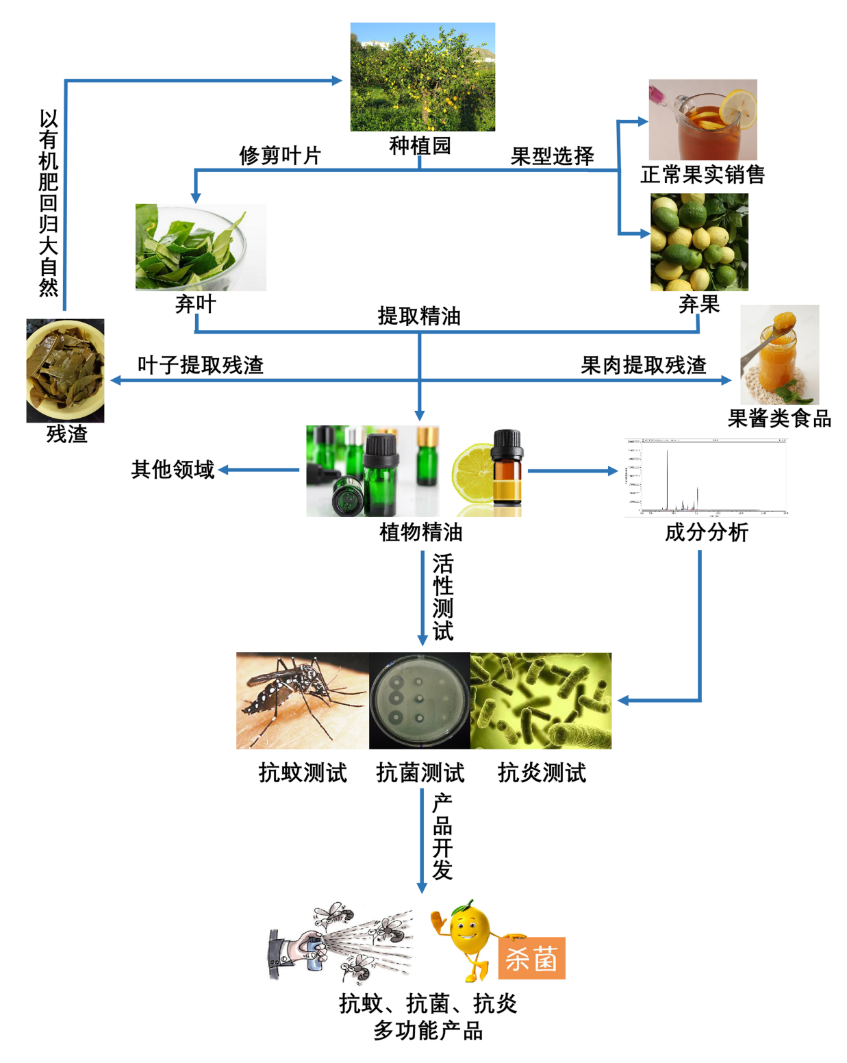 种植园
修剪叶片
果型选择
正常果实销售
以有机肥回归大自然
弃叶
弃果
提取精油
叶子提取残渣
果肉提取残渣
残渣
果酱类食品
其他领域
植物精油
成分分析
活性测试
抗蚊测试
抗菌测试
抗炎测试
产品开发
杀菌
抗蚊、抗菌、抗炎
多功能产品